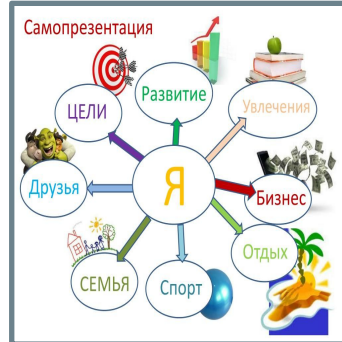 Самопрезентация
Развитие
ЦЕЛИ
Увлечения
Друзья
Я
Бизнес
Отдых
СЕМЬЯ
Спорт